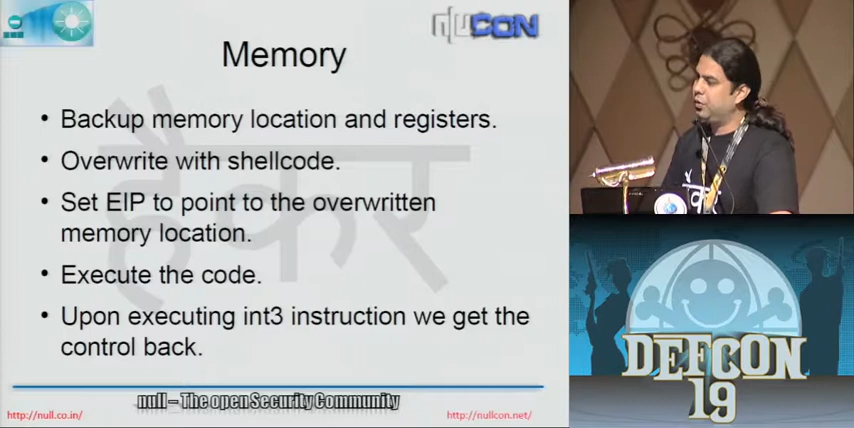 nuCON
Memory
• Backup memory location and registers.
• Overwrite with shellcode.
• Set EIP to point to the overwritten
memory location.
• Execute the code.
• Upon executing int3 instruction we get the
control back.
हैकर
null – The open Security Community
http://null.co.in/
http://nullcon.net/
DEFCON
19